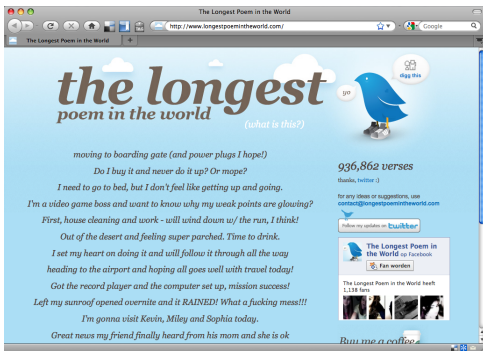 The Longest Poem in the World
http://www.longestpoemintheworld.com/
Google
The Longest Poem in the World
the longest
poem in the world
(what is this?)
yo
digg this
moving to boarding gate (and power plugs I hope!)
Do I buy it and never do it up? Or mope?
I need to go to bed, but I don't feel like getting up and going.
I'm a video game boss and want to know why my weak points are glowing?
First, house cleaning and work - will wind down w/ the run, I think!
Out of the desert and feeling super parched. Time to drink.
I set my heart on doing it and will follow it through all the way
heading to the airport and hoping all goes well with travel today!
Got the record player and the computer set up, mission success!
Left my sunroof opened overnite and it RAINED! What a fucking mess!!!
I'm gonna visit Kevin, Miley and Sophia today.
Great news my friend finally heard from his mom and she is ok
936,862 verses
thanks, twitter :)
for any ideas or suggestions, use
contact@longestpoemintheworld.com
Follow my updates on twitter
The Longest Poem in the World op Facebook
Fan worden
The Longest Poem in the World heeft
1,138 fans
Buy me a coffee